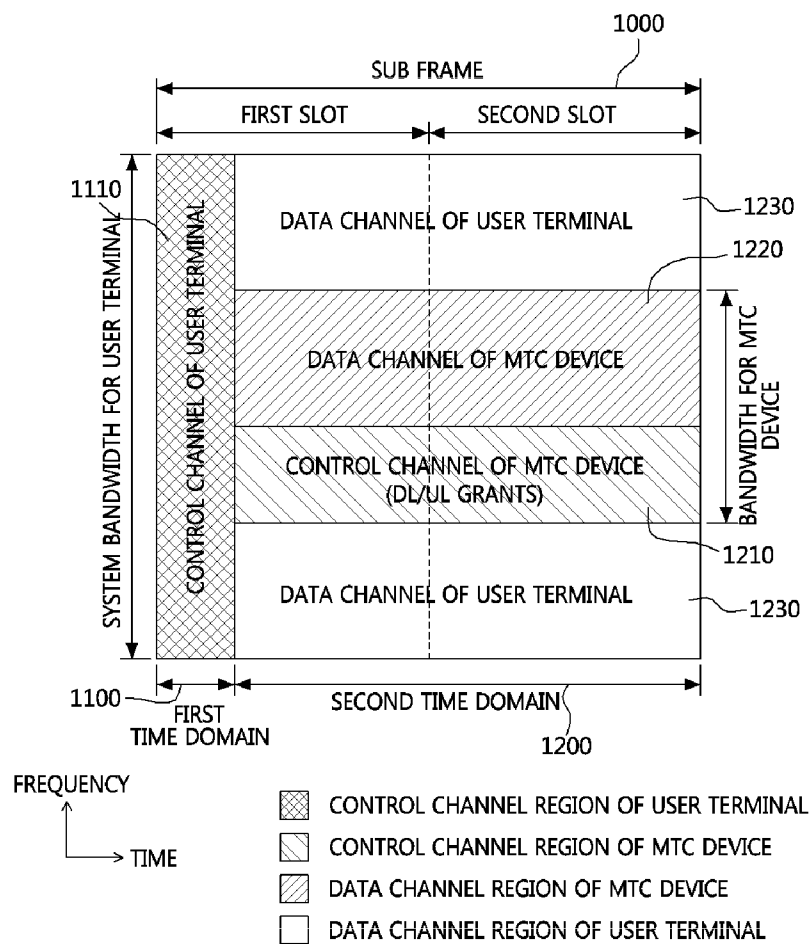 1000
SUB FRAME
FIRST SLOT
SECOND SLOT
1110
SYSTEM BANDWIDTH FOR USER TERMINAL
CONTROL CHANNEL OF USER TERMINAL
DATA CHANNEL OF USER TERMINAL
1230
1220
DATA CHANNEL OF MTC DEVICE
BANDWIDTH FOR MTC
DEVICE
CONTROL CHANNEL OF MTC DEVICE
(DL/UL GRANTS)
1210
DATA CHANNEL OF USER TERMINAL
1230
1100
FIRST
TIME DOMAIN
SECOND TIME DOMAIN
1200
FREQUENCY
TIME
CONTROL CHANNEL REGION OF USER TERMINAL
CONTROL CHANNEL REGION OF MTC DEVICE
DATA CHANNEL REGION OF MTC DEVICE
DATA CHANNEL REGION OF USER TERMINAL